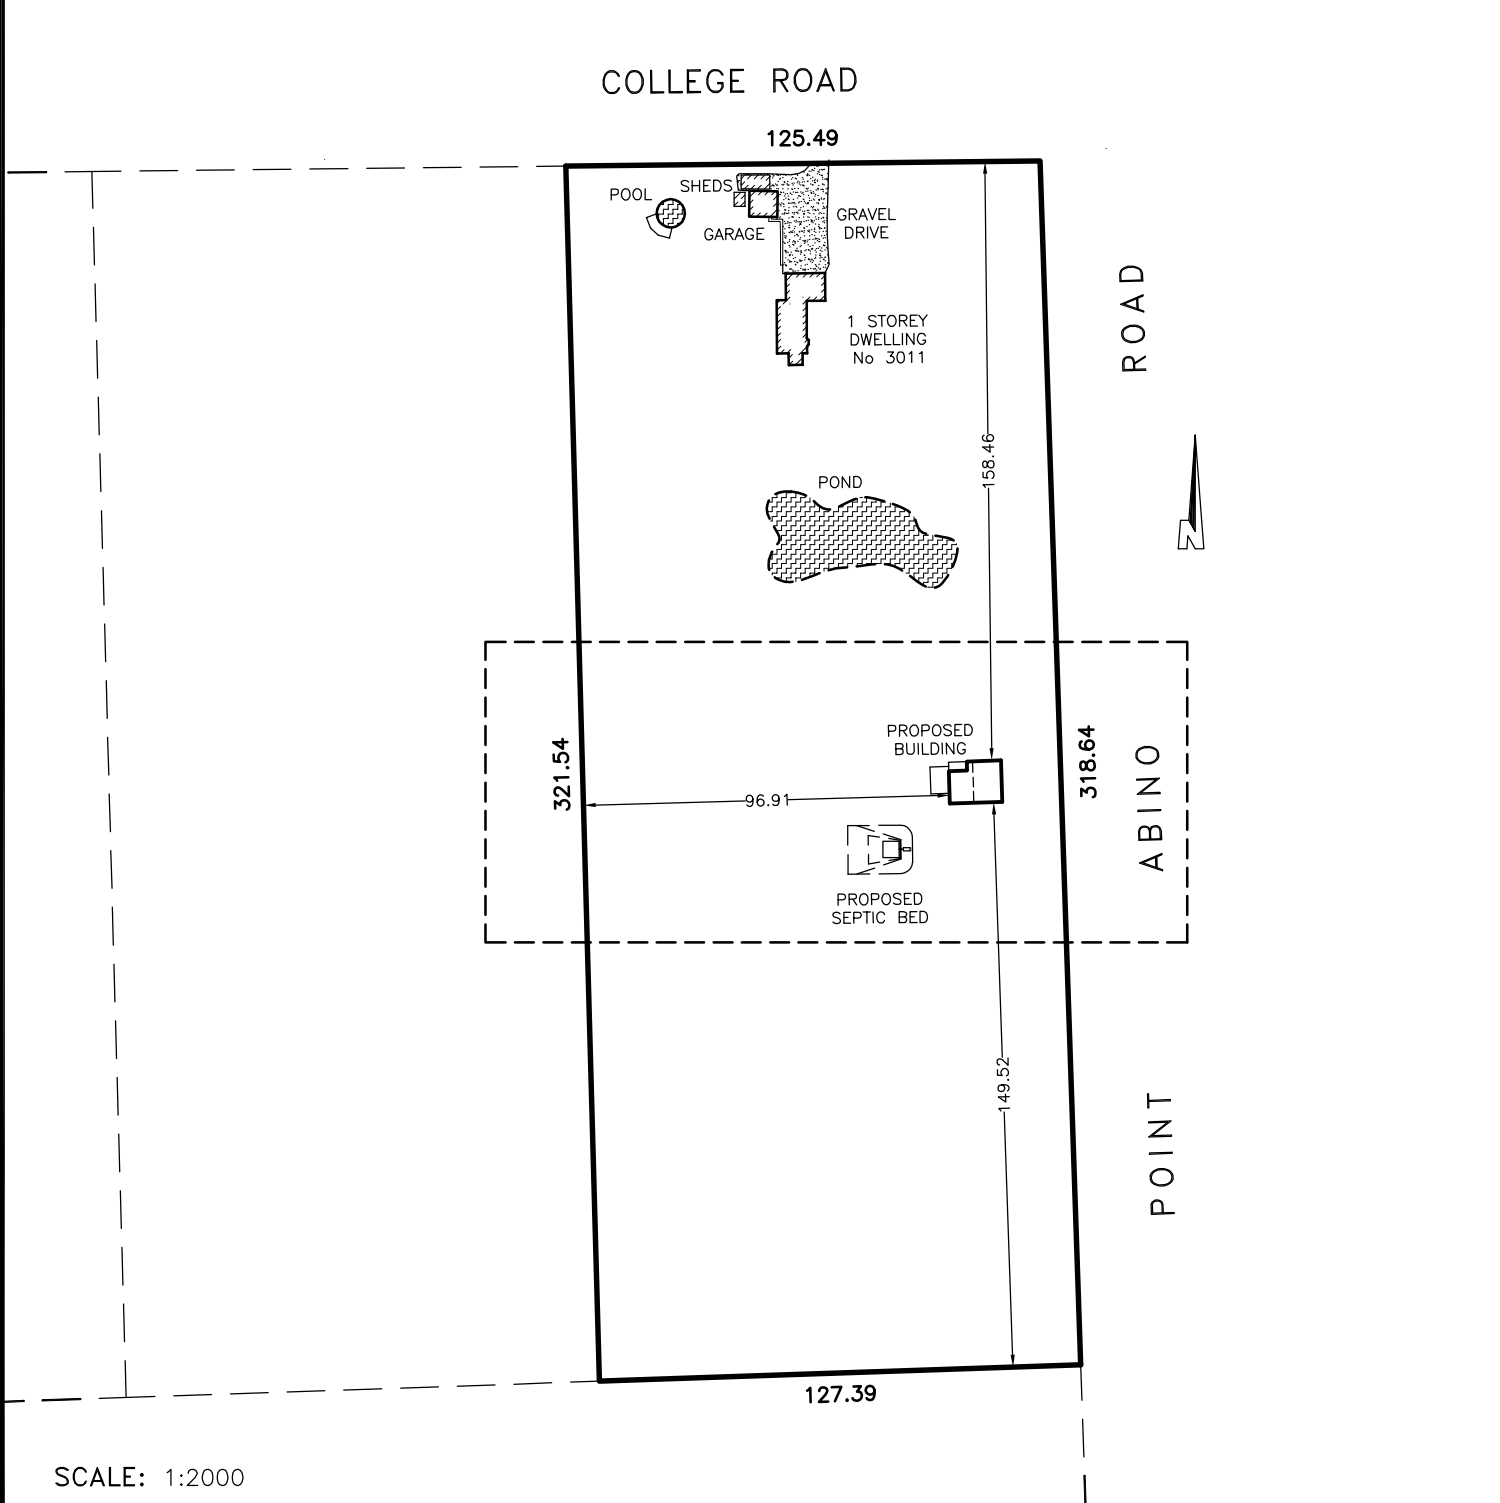 COLLEGE ROAD
125.49
POOL
SHEDS
GARAGE
GRAVEL
DRIVE
1 STOREY
DWELLING
No 3011
ROAD
158.46
N
POND
PROPOSED
BUILDING
321.54
96.91
318.64
ABINO
PROPOSED
SEPTIC BED
149.52
POINT
127.39
SCALE: 1:2000